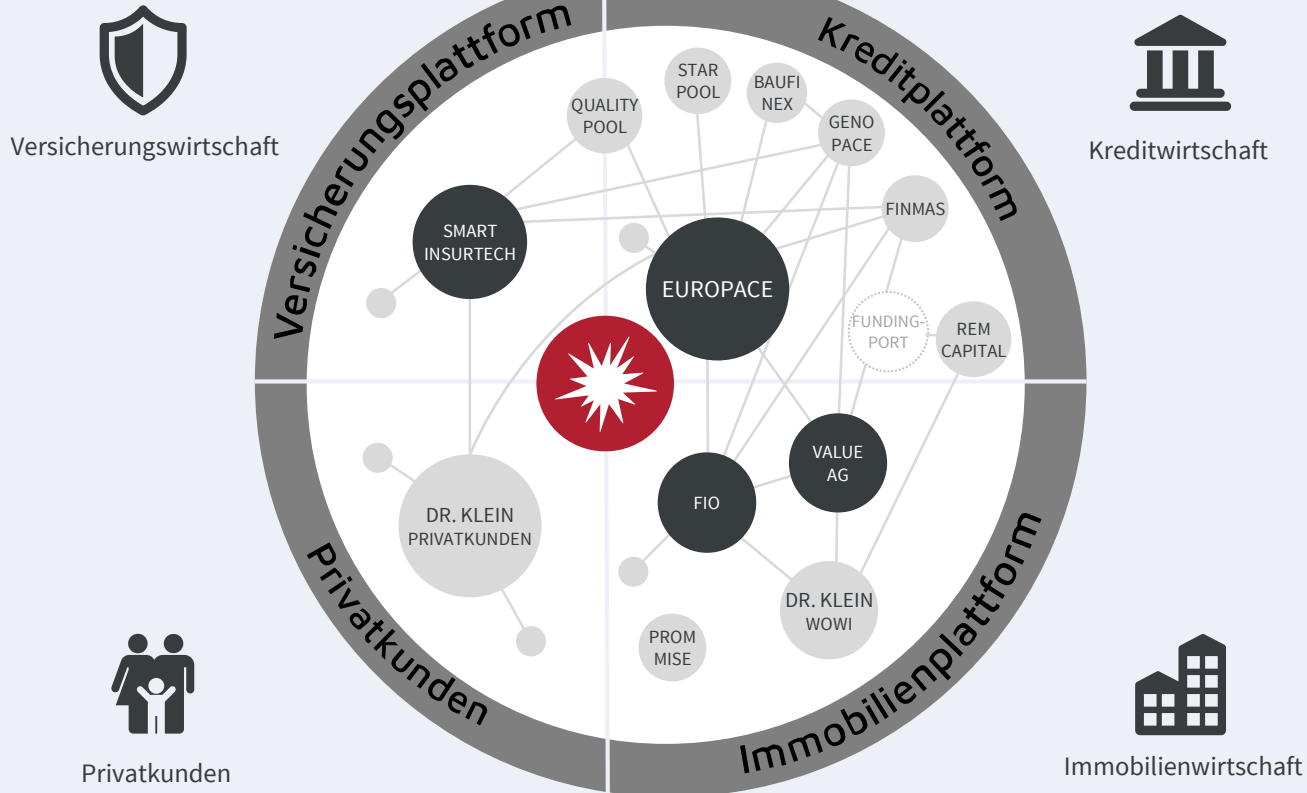 Versicherungsplattform
Kreditplattform
Versicherungswirtschaft
Kreditwirtschaft
QUALITY
POOL
STAR
POOL
BAUFI
NEX
GENO
PACE
FINMAS
SMART
INSURTECH
EUROPACE
FUNDING-
PORT
REM
CAPITAL
VALUE
AG
FIO
DR. KLEIN
PRIVATKUNDEN
DR. KLEIN
WOWI
PROM
MISE
Privatkunden
Immobilienplattform
Privatkunden
Immobilienwirtschaft